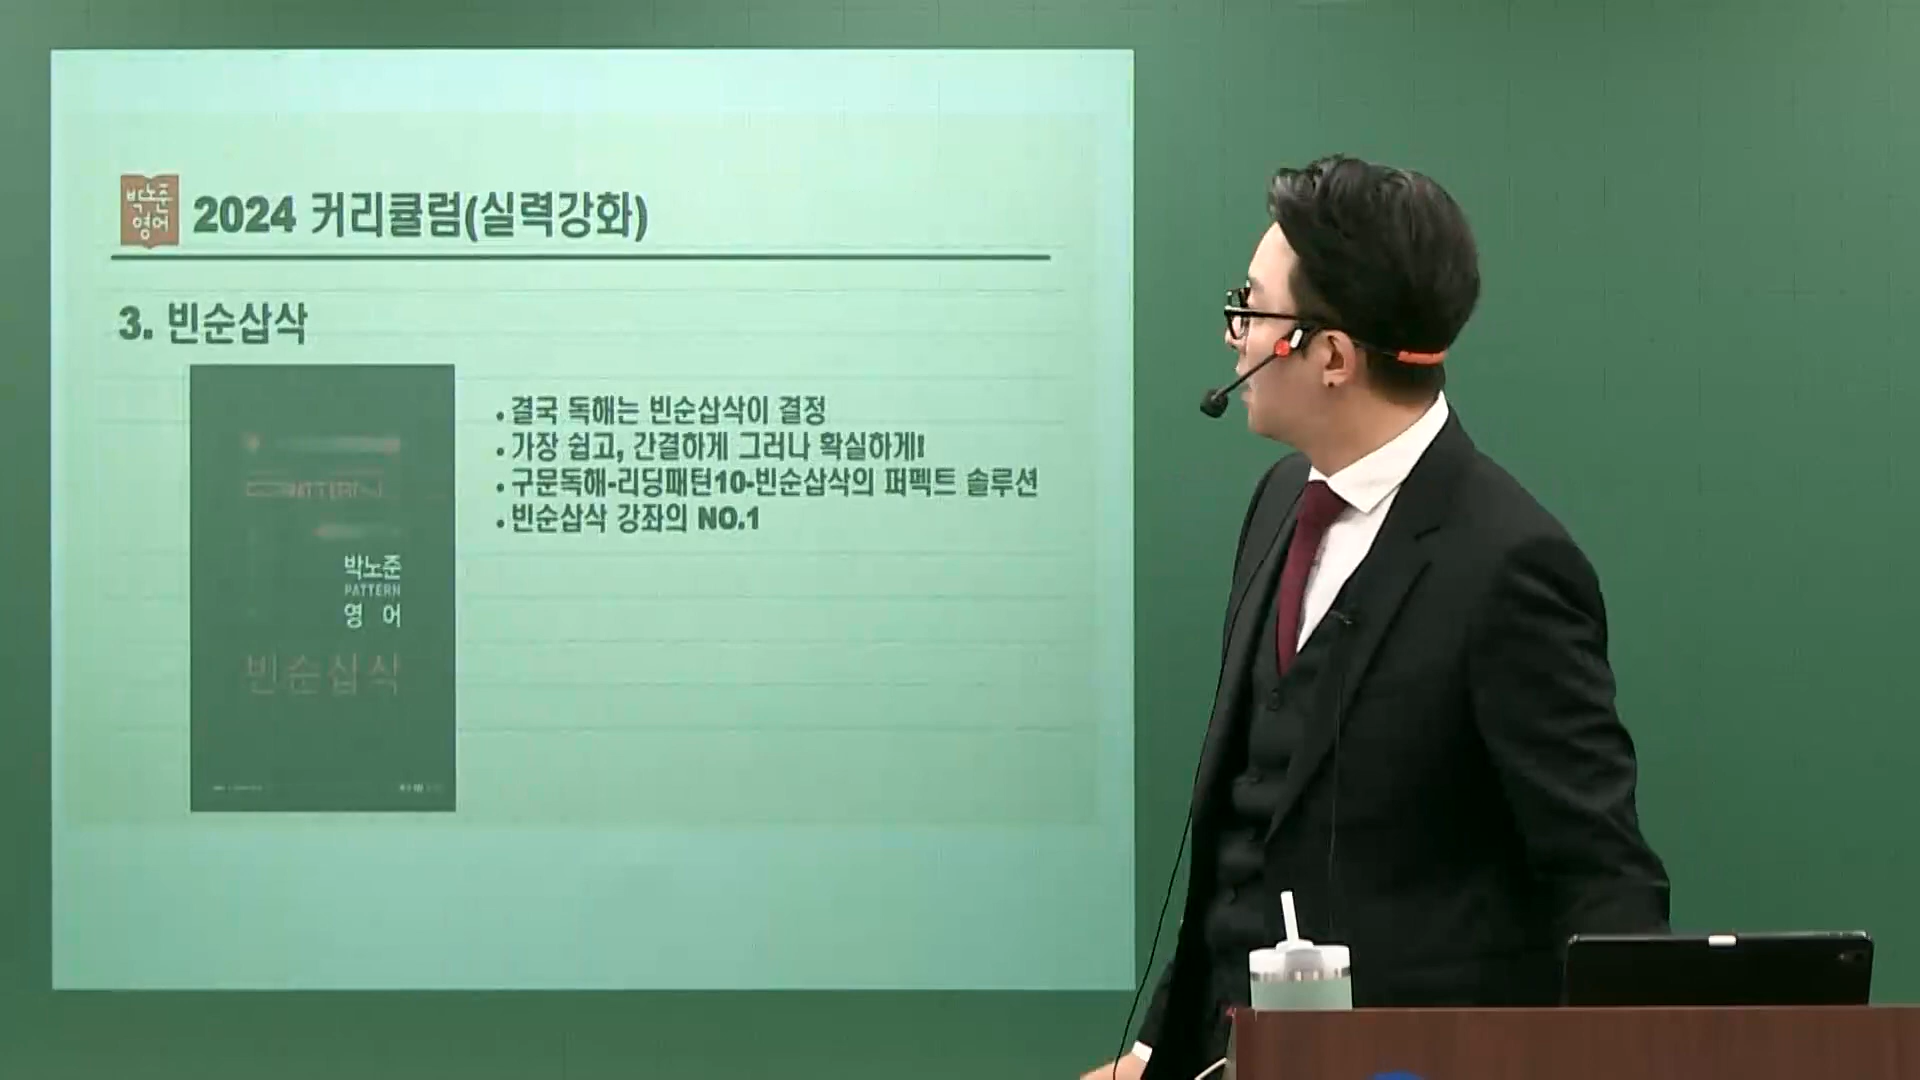 박노준
영어
2024 커리큘럼(실력강화)
3. 빈순삽삭
• 결국 독해는 빈순삽삭이 결정
• 가장 쉽고, 간결하게 그러나 확실하게!
• 구문독해-리딩패턴10-빈순삽삭의 퍼펙트 솔루션
• 빈순삽삭 강좌의 NO.1
박노준
PATTERN
영 어
빈순삽삭